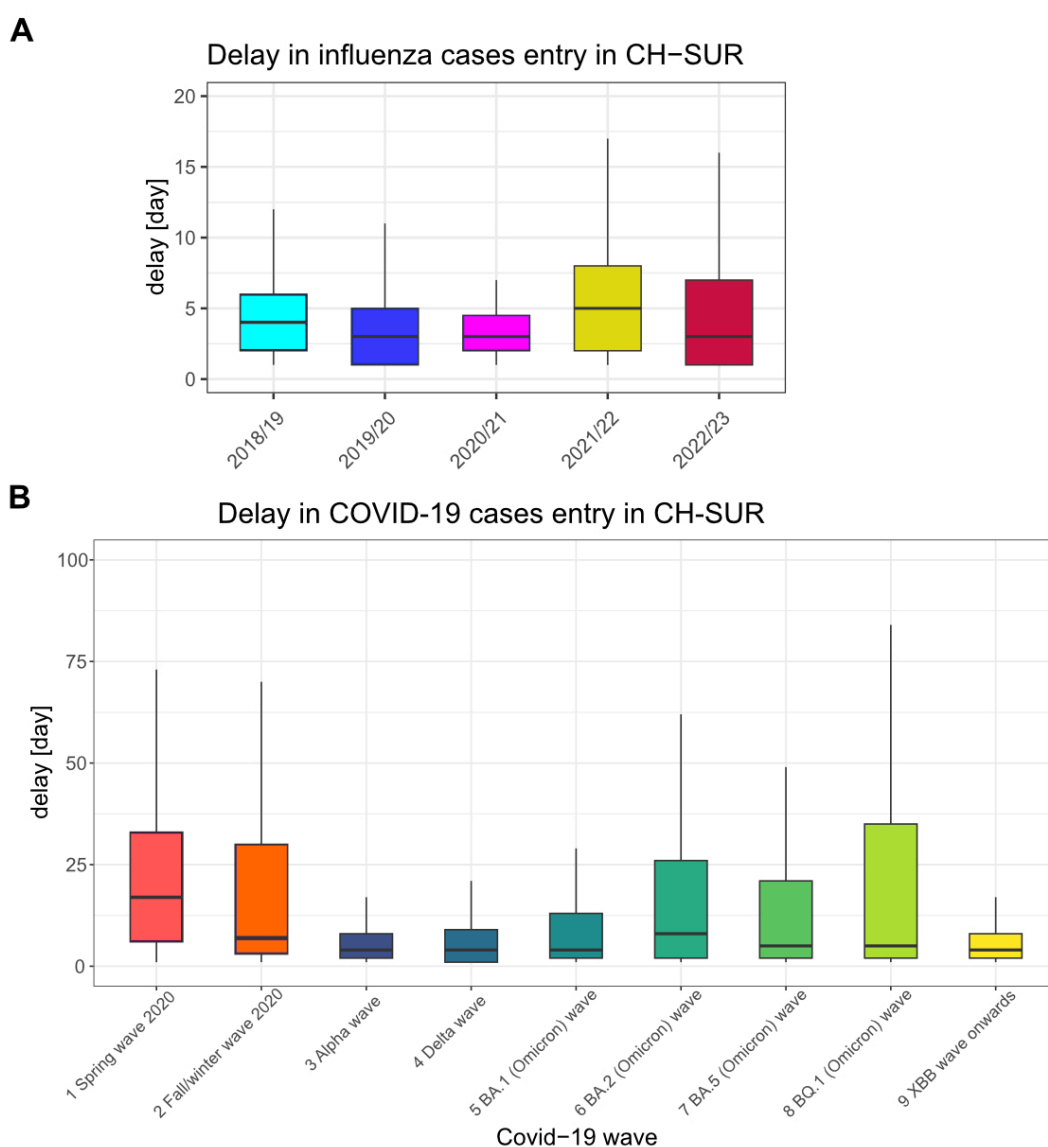 A
Delay in influenza cases entry in CH−SUR
delay [day]
20
15
10
5
0
2018/19
2019/20
2020/21
2021/22
2022/23
B
Delay in COVID-19 cases entry in CH-SUR
delay [day]
100
75
50
25
0
1 Spring wave 2020
2 Fall/winter wave 2020
3 Alpha wave
4 Delta wave
5 BA.1 (Omicron) wave
6 BA.2 (Omicron) wave
7 BA.5 (Omicron) wave
8 BQ.1 (Omicron) wave
9 XBB wave onwards
Covid−19 wave